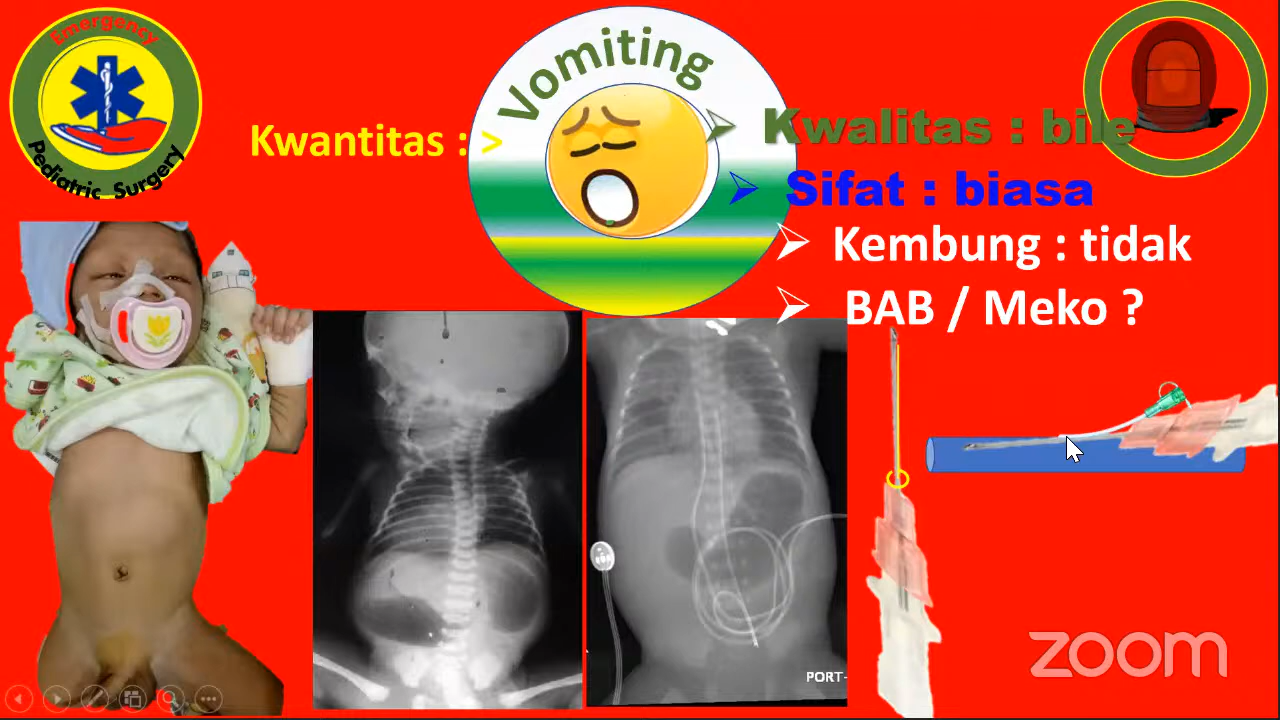 Emergency
Pediatric Surgery
Vomiting
Kwantitas : >
Kwalitas : bile
Sifat : biasa
Kembung : tidak
BAB / Meko ?
PORT-
zoom